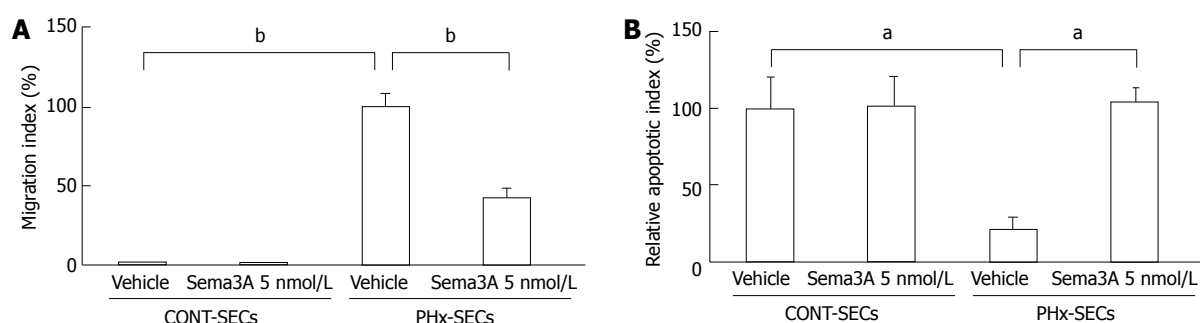 A
Migration index (%)
150
100
50
0
b
b
Vehicle
Sema3A 5 nmol/L
Vehicle
Sema3A 5 nmol/L
CONT-SECs
PHx-SECs
B
Relative apoptotic index (%)
150
100
50
0
a
a
Vehicle
Sema3A 5 nmol/L
Vehicle
Sema3A 5 nmol/L
CONT-SECs
PHx-SECs